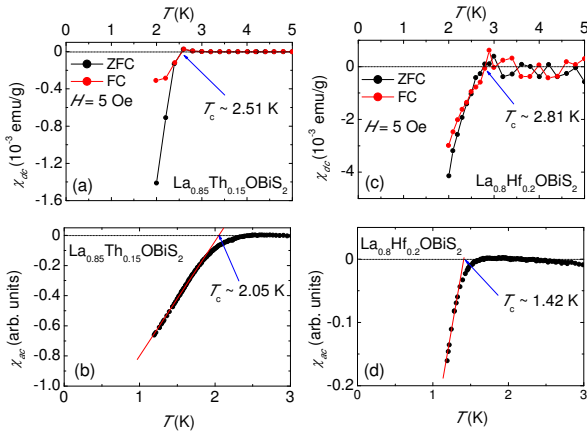 T(K)
0 1 2 3 4 5
0.0
-0.4
-0.8
-1.2
-1.6
χdc (10⁻³ emu/g)
ZFC
FC
H = 5 Oe
Tc ~ 2.51 K
(a)
La0.85Th0.15OBiS2
T(K)
0 1 2 3 4 5
0
-2
-4
χdc (10⁻³ emu/g)
ZFC
FC
H = 5 Oe
Tc ~ 2.81 K
(c)
La0.8Hf0.2OBiS2
0
-0.2
-0.4
-0.6
-0.8
-1.0
χac (arb. units)
La0.85Th0.15OBiS2
Tc ~ 2.05 K
(b)
0 1 2 3
T(K)
0
-0.1
-0.2
χac (arb. units)
La0.8Hf0.2OBiS2
Tc ~ 1.42 K
(d)
0 1 2 3
T(K)